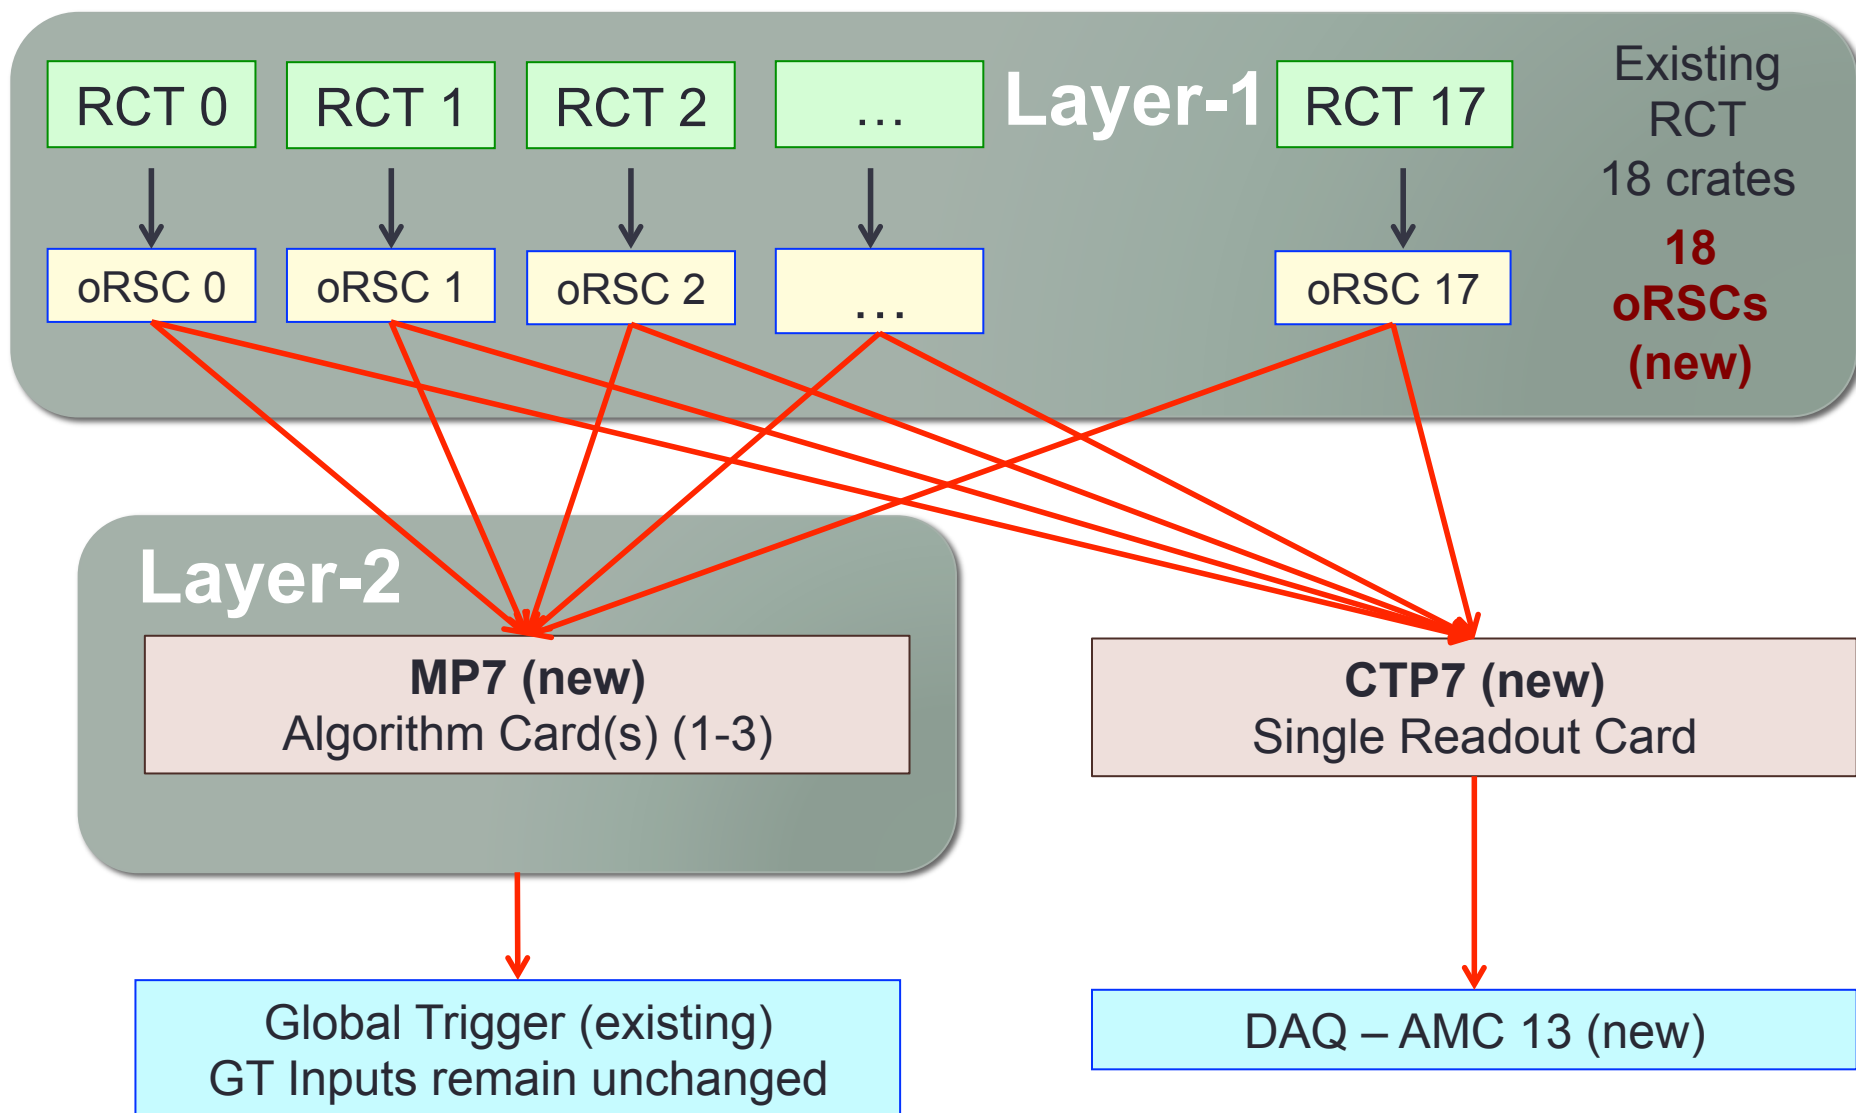 RCT 0
RCT 1
RCT 2
…
Layer-1
RCT 17
Existing
RCT
18 crates
18
oRSCs
(new)
oRSC 0
oRSC 1
oRSC 2
…
oRSC 17
Layer-2
MP7 (new)
Algorithm Card(s) (1-3)
CTP7 (new)
Single Readout Card
Global Trigger (existing)
GT Inputs remain unchanged
DAQ – AMC 13 (new)